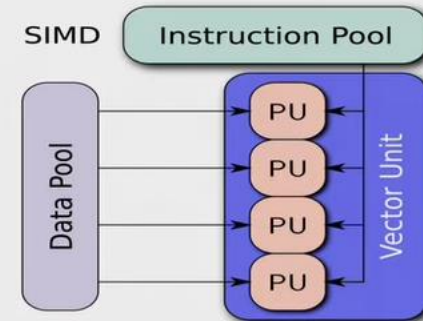 SIMD
Instruction Pool
Data Pool
PU
PU
PU
PU
Vector Unit